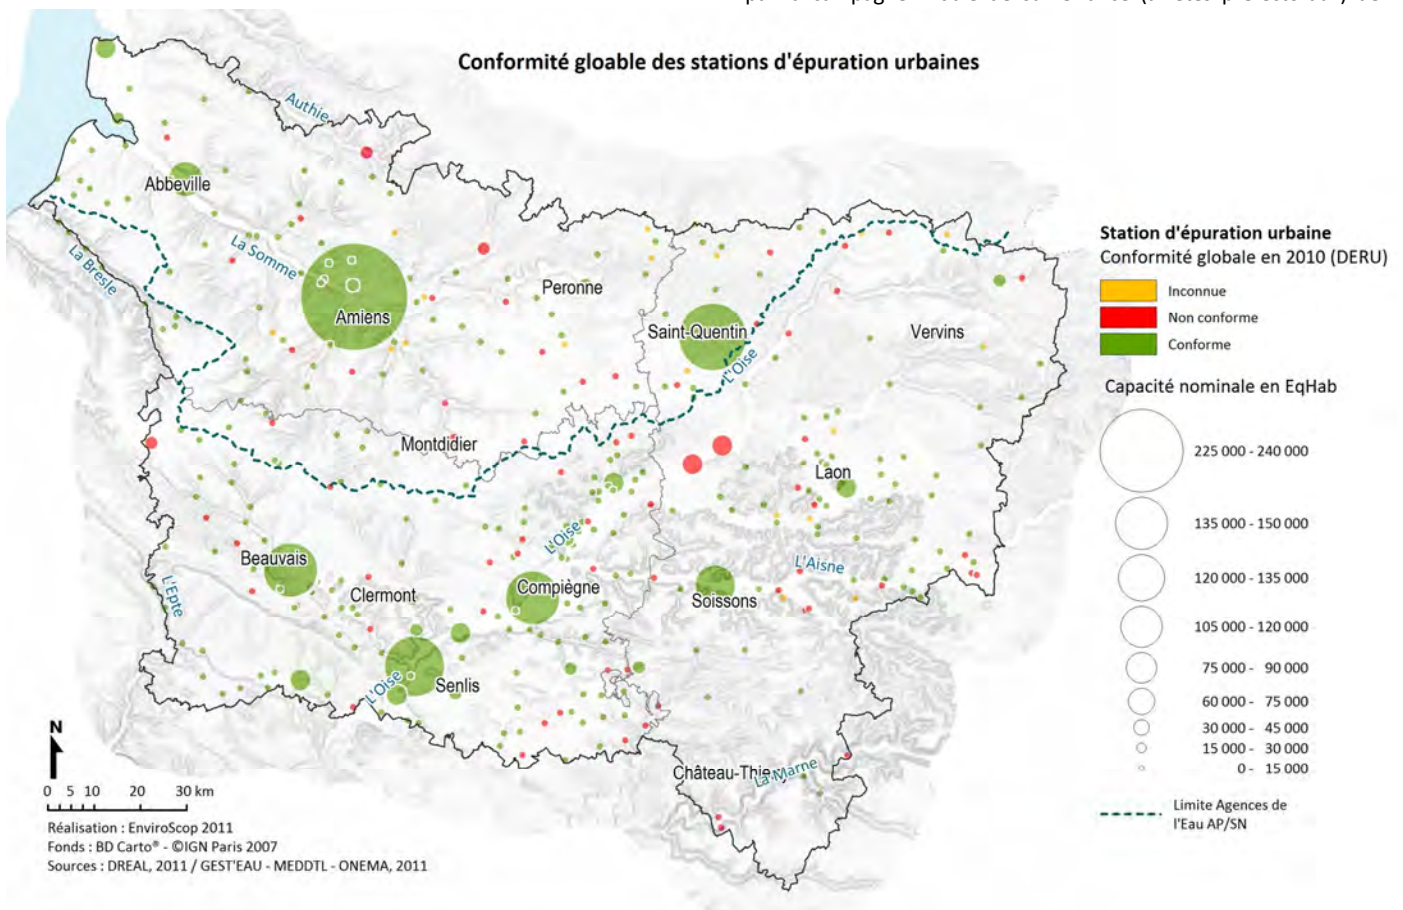 Conformité gloable des stations d'épuration urbaines
Authie
Abbeville
La Somme
La Bresle
Amiens
Peronne
Saint-Quentin
Vervins
L'Oise
Montdidier
Laon
L'Oise
L'Aisne
Beauvais
Clermont
Compiègne
Soissons
L'Epte
L'Oise
Senlis
La Marne
Station d'épuration urbaine
Conformité globale en 2010 (DERU)
Inconnue
Non conforme
Conforme
Capacité nominale en EqHab
225 000 - 240 000
135 000 - 150 000
120 000 - 135 000
105 000 - 120 000
75 000 - 90 000
60 000 - 75 000
30 000 - 45 000
15 000 - 30 000
0 - 15 000
Limite Agences de
l'Eau AP/SN
N
0 5 10 20 30 km
Réalisation : EnviroScop 2011
Fonds : BD Carto® - ©IGN Paris 2007
Sources : DREAL, 2011 / GEST'EAU - MEDDTL - ONEMA, 2011